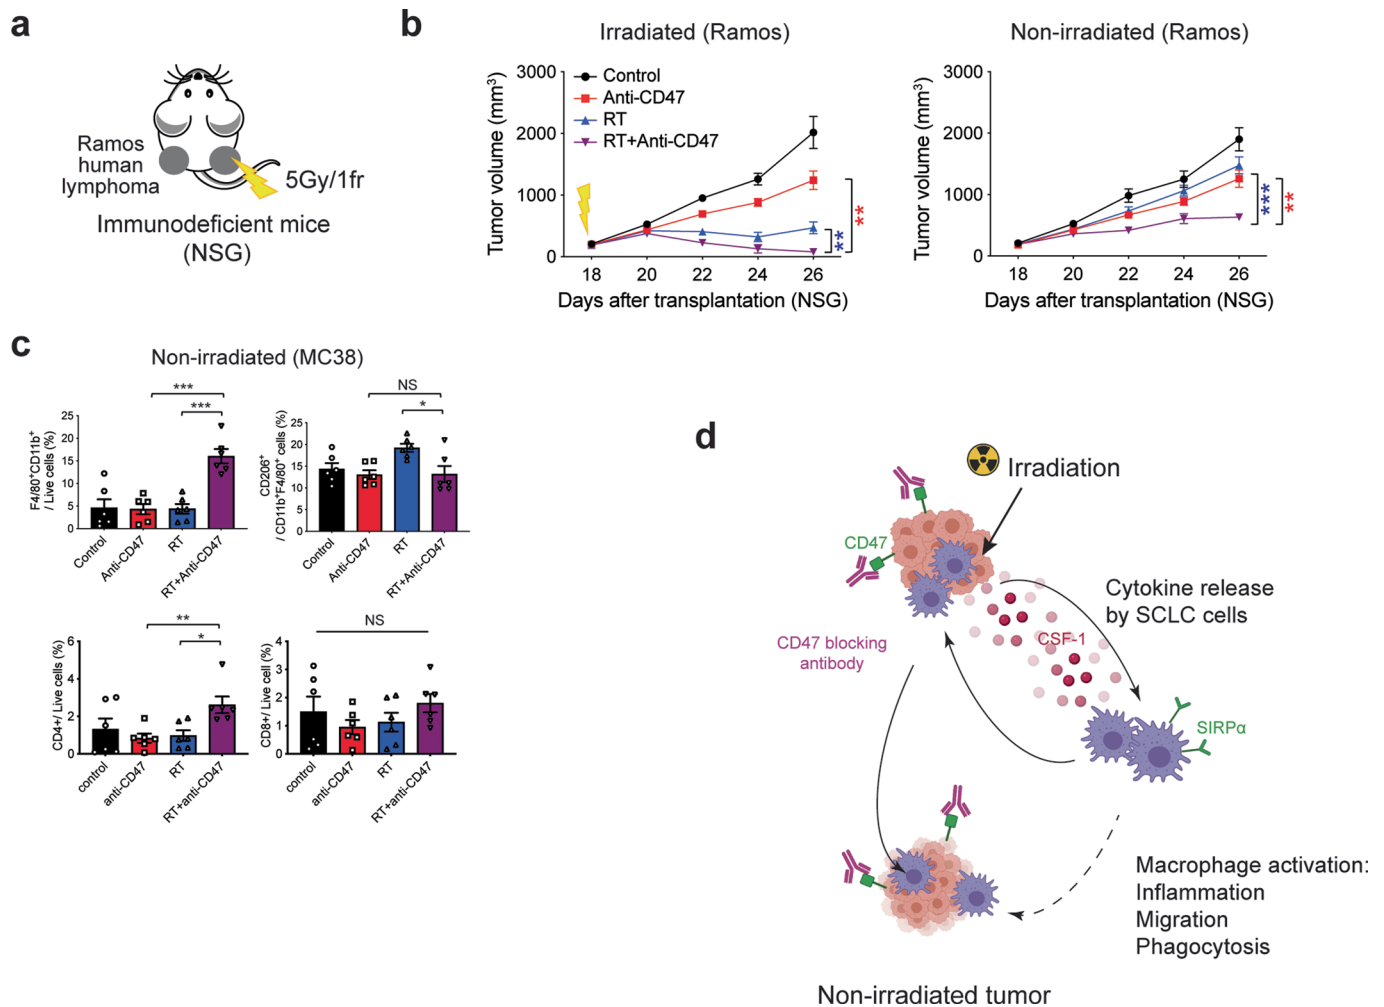 a
Ramos
human
lymphoma
5Gy/1fr
Immunodeficient mice
(NSG)
b
Irradiated (Ramos)
Tumor volume (mm3)
3000
2000
1000
0
Control
Anti-CD47
RT
RT+Anti-CD47
**
**
18 20 22 24 26
Days after transplantation (NSG)
Non-irradiated (Ramos)
Tumor volume (mm3)
3000
2000
1000
0
***
**
18 20 22 24 26
Days after transplantation (NSG)
c
Non-irradiated (MC38)
F4/80+CD11b+
/ Live cells (%)
25
20
15
10
5
0
***
***
Control
Anti-CD47
RT
RT+Anti-CD47
CD206+
/ CD11b+F4/80+ cells (%)
25
20
15
10
5
0
NS
*
Control
Anti-CD47
RT
RT+Anti-CD47
CD4+/ Live cells (%)
6
4
2
0
**
*
control
anti-CD47
RT
RT+anti-CD47
CD8+/ Live cell (%)
4
3
2
1
0
NS
control
anti-CD47
RT
RT+anti-CD47
d
Irradiation
CD47
CD47 blocking
antibody
Cytokine release
by SCLC cells
CSF-1
SIRPα
Macrophage activation:
Inflammation
Migration
Phagocytosis
Non-irradiated tumor